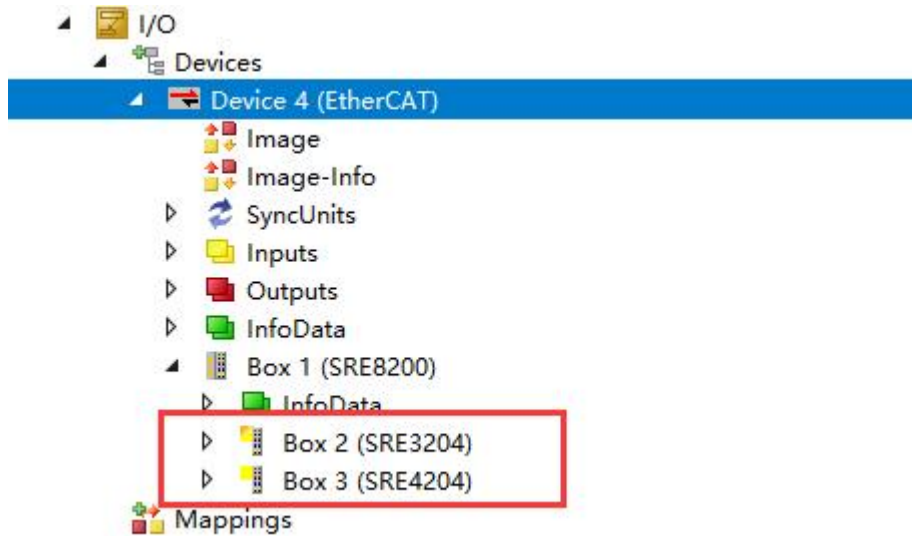 I/O
Devices
Device 4 (EtherCAT)
Image
Image-Info
SyncUnits
Inputs
Outputs
InfoData
Box 1 (SRE8200)
InfoData
Box 2 (SRE3204)
Box 3 (SRE4204)
Mappings